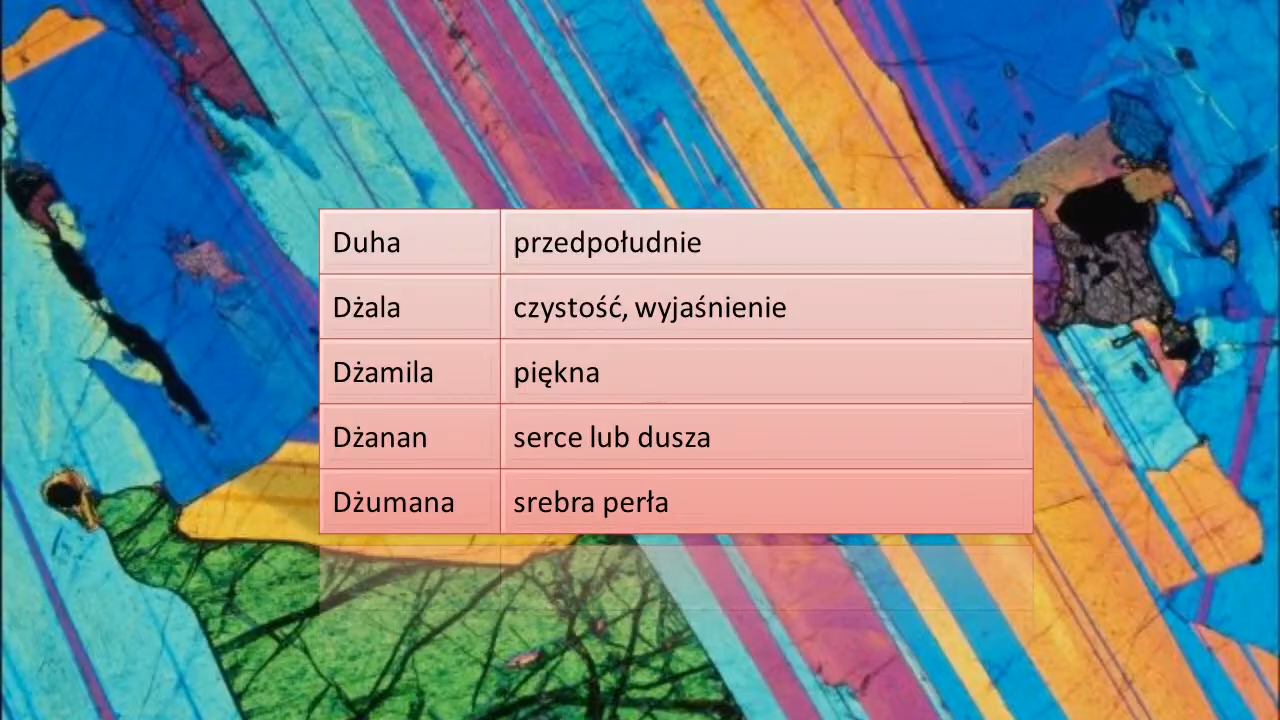 Duha przedpołudnie
Dżala czystość, wyjaśnienie
Dżamila piękna
Dżanan serce lub dusza
Dżumana srebra perła